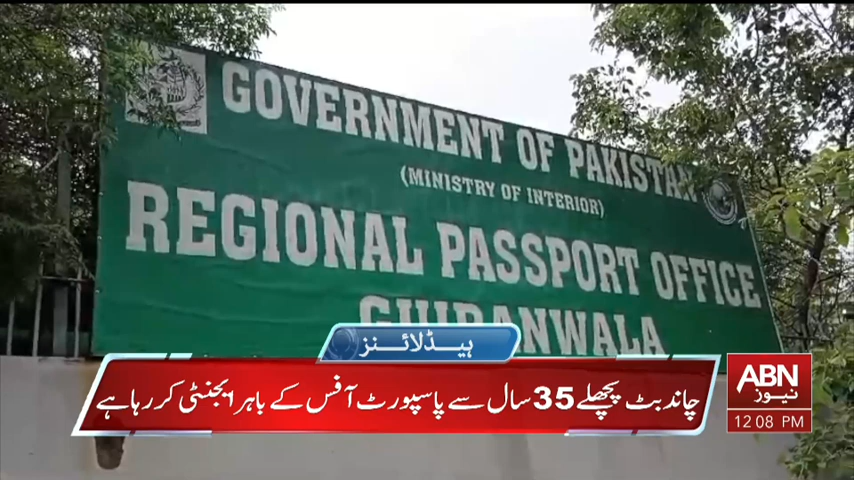 GOVERNMENT OF PAKISTAN
(MINISTRY OF INTERIOR)
REGIONAL PASSPORT OFFICE
GUJRANWALA
ہیڈلائنز
چاند بٹ پچھلے 35 سال سے پاسپورٹ آفس کے باہر ایجنٹی کر رہا ہے
ABN
نیوز
12:08 PM